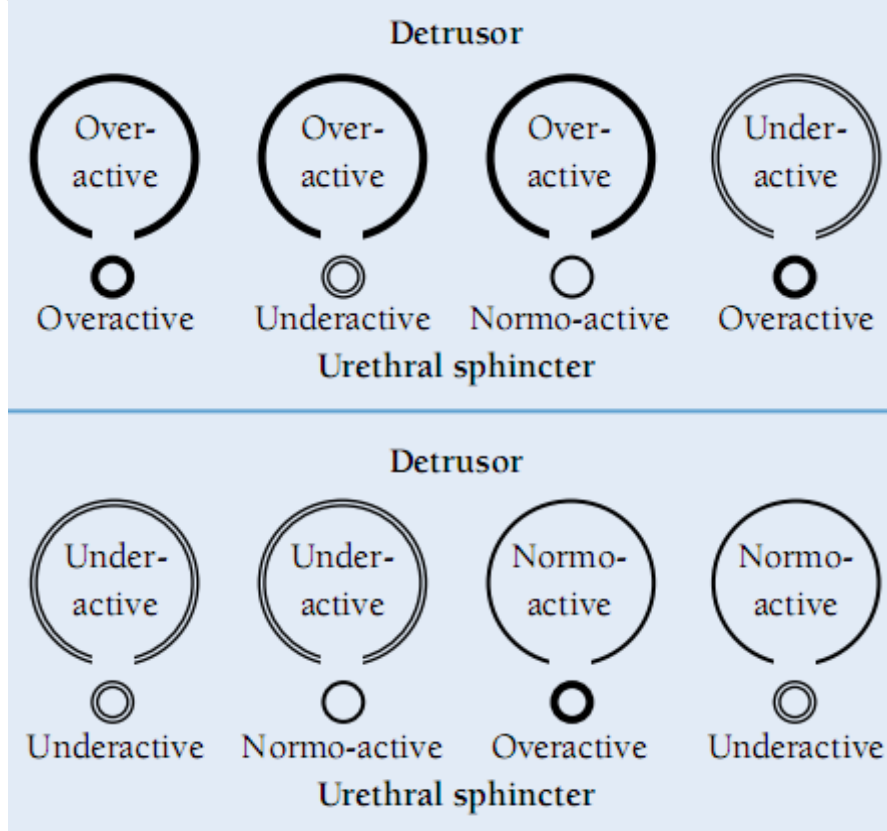 Detrusor
Over- Over- Over- Under-
active active active active
Overactive Underactive Normo-active Overactive
Urethral sphincter
Detrusor
Under- Under- Normo- Normo-
active active active active
Underactive Normo-active Overactive Underactive
Urethral sphincter